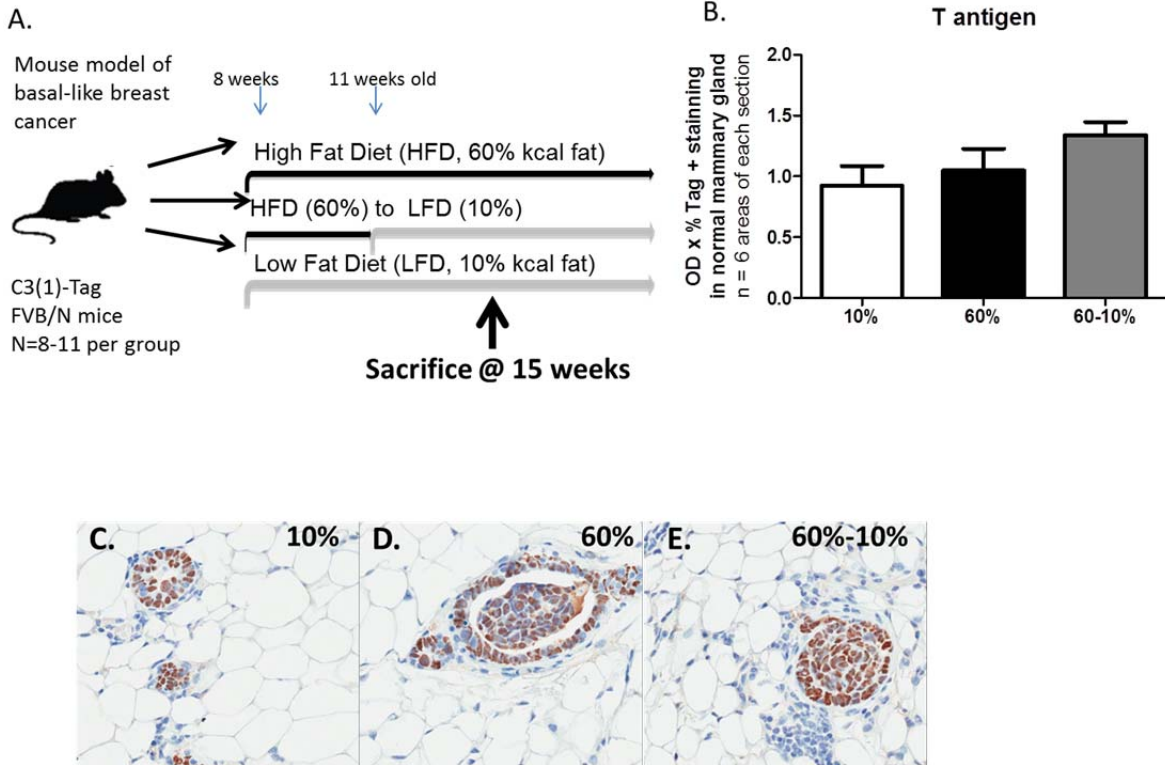 A.
Mouse model of
basal-like breast
cancer
8 weeks
11 weeks old
High Fat Diet (HFD, 60% kcal fat)
HFD (60%) to LFD (10%)
Low Fat Diet (LFD, 10% kcal fat)
C3(1)-Tag
FVB/N mice
N=8-11 per group
Sacrifice @ 15 weeks
B.
T antigen
OD x % Tag + stainning
in normal mammary gland
n = 6 areas of each section
2.0
1.5
1.0
0.5
0.0
10%
60%
60-10%
C.
10%
D.
60%
E.
60%-10%